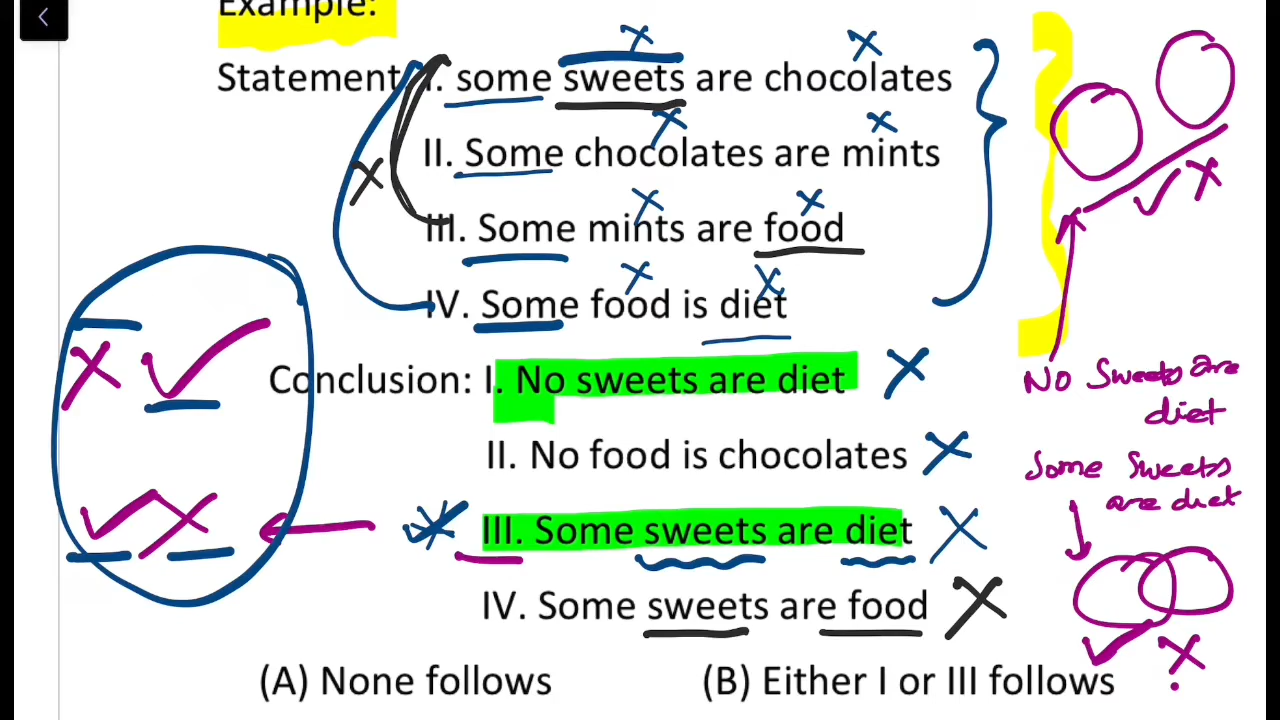 Example:
Statement: I. some sweets are chocolates
II. Some chocolates are mints
III. Some mints are food
IV. Some food is diet
Conclusion: I. No sweets are diet
II. No food is chocolates
III. Some sweets are diet
IV. Some sweets are food
(A) None follows (B) Either I or III follows
No Sweets are
diet
Some Sweets
are diet